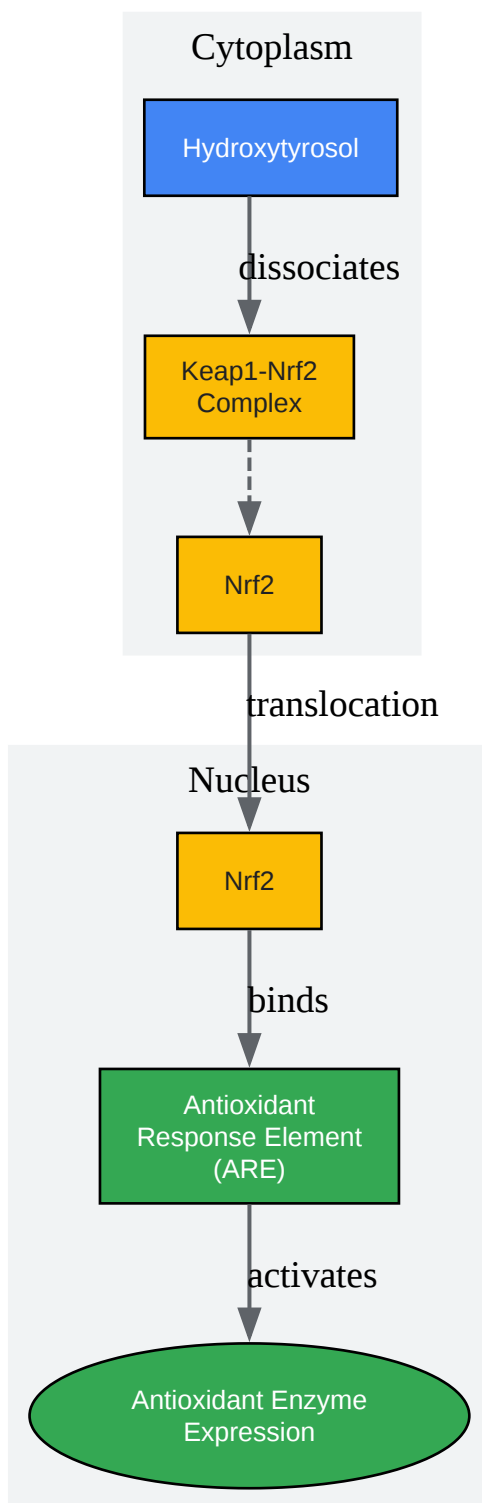 Cytoplasm
Hydroxytyrosol
dissociates
Keap1-Nrf2
Complex
Nrf2
translocation
Nucleus
Nrf2
binds
Antioxidant
Response Element
(ARE)
activates
Antioxidant Enzyme
Expression